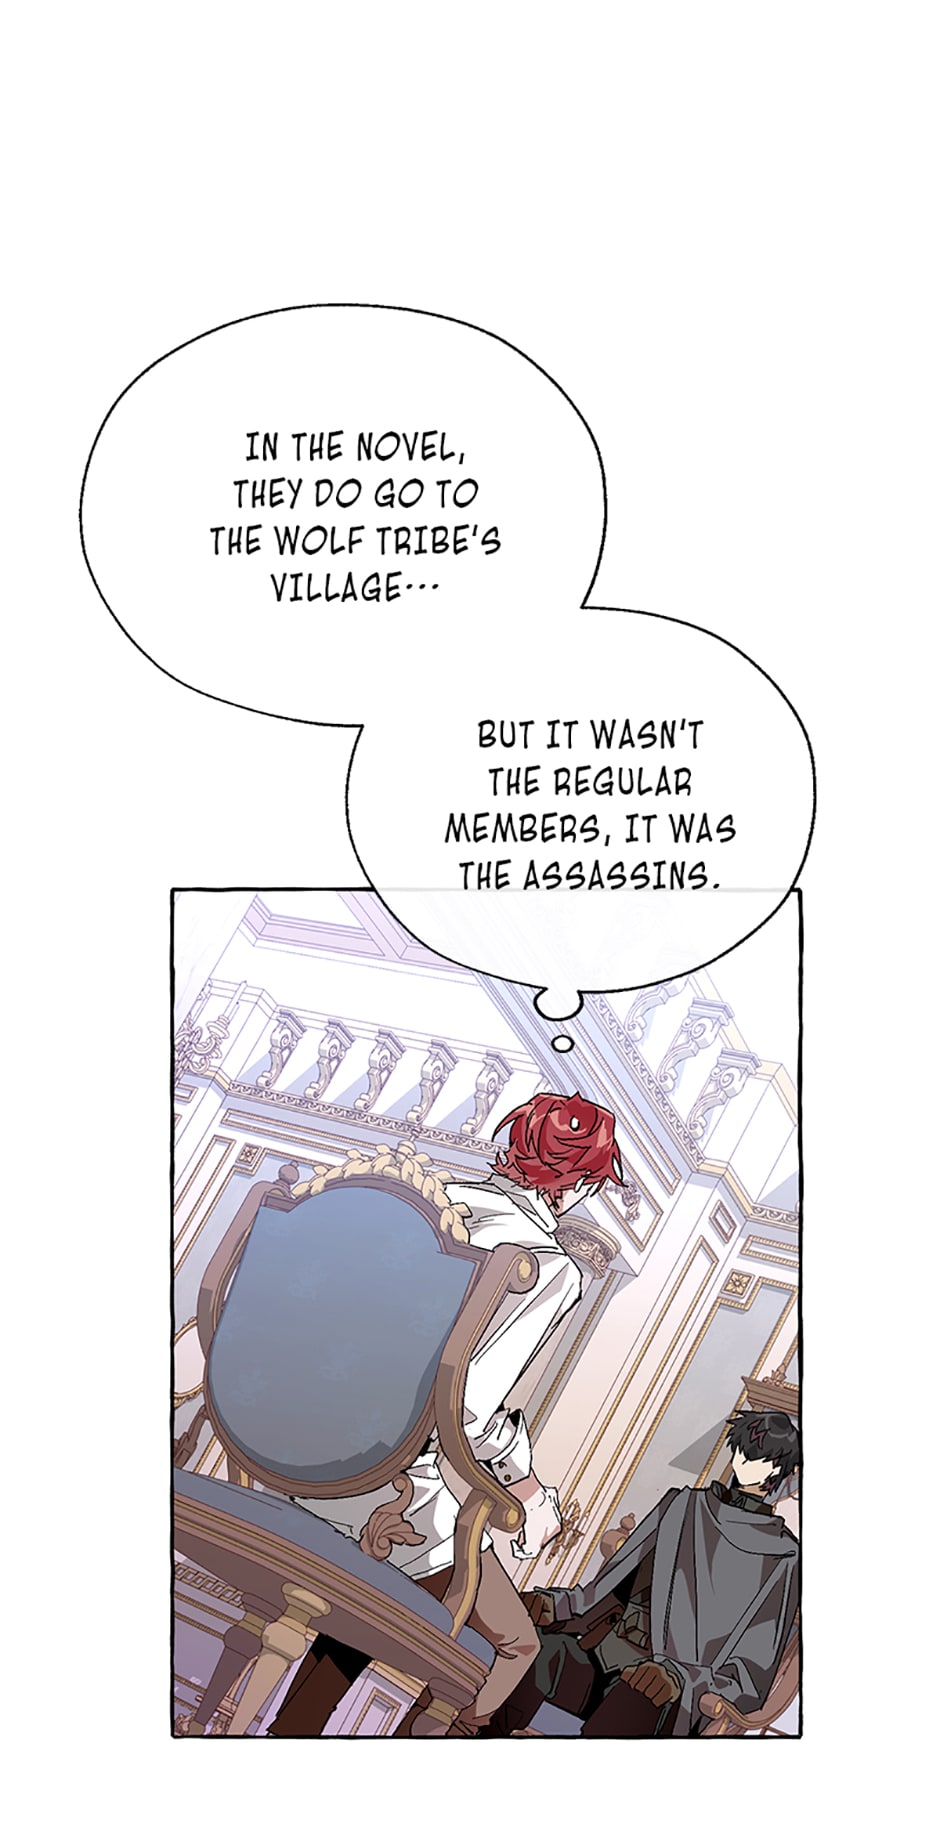 IN THE NOVEL,
THEY DO GO TO
THE WOLF TRIBE'S
VILLAGE...
BUT IT WASN'T
THE REGULAR
MEMBERS, IT WAS
THE ASSASSINS.